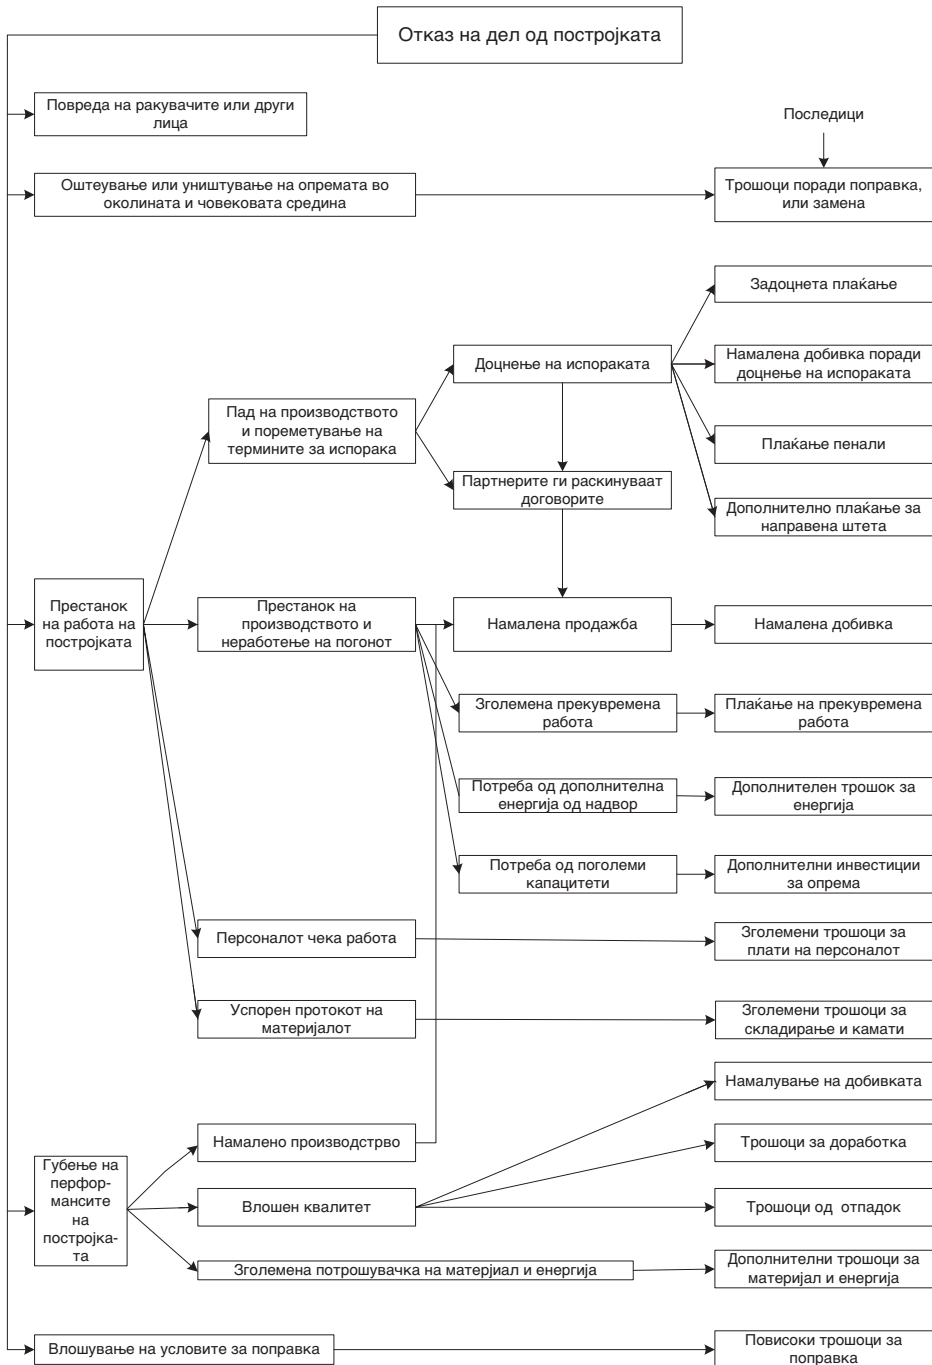 Отказ на дел од постројката
Повреда на ракувачите или други
лица
Последици
Оштеување или уништување на опремата во
околината и човековата средина
Трошоци поради поправка,
или замена
Задоцнета плаќање
Доцнење на испораката
Намалена добивка поради
доцнење на испораката
Пад на производството
и пореметување на
термините за испорака
Плаќање пенали
Партнерите ги раскинуваат
договорите
Дополнително плаќање за
направена штета
Престанок
на работа на
постројката
Престанок на
производството и
неработење на погонот
Намалена продажба
Намалена добивка
Зголемена прекувремена
работа
Плаќање на прекувремена
работа
Потреба од дополнителна
енергија од надвор
Дополнителен трошок за
енергија
Потреба од поголеми
капацитети
Дополнителни инвестиции
за опрема
Персоналот чека работа
Зголемени трошоци за
плати на персоналот
Успорен протокот на
материјалот
Зголемени трошоци за
складирање и камати
Намалување на добивката
Намалено производстрво
Трошоци за доработка
Губење на
перфор-
мансите
на
постројка-
та
Влошен квалитет
Трошоци од отпадок
Зголемена потрошувачка на матерјиал и енергија
Дополнителни трошоци за
материјал и енергија
Влошување на условите за поправка
Повисоки трошоци за
поправка